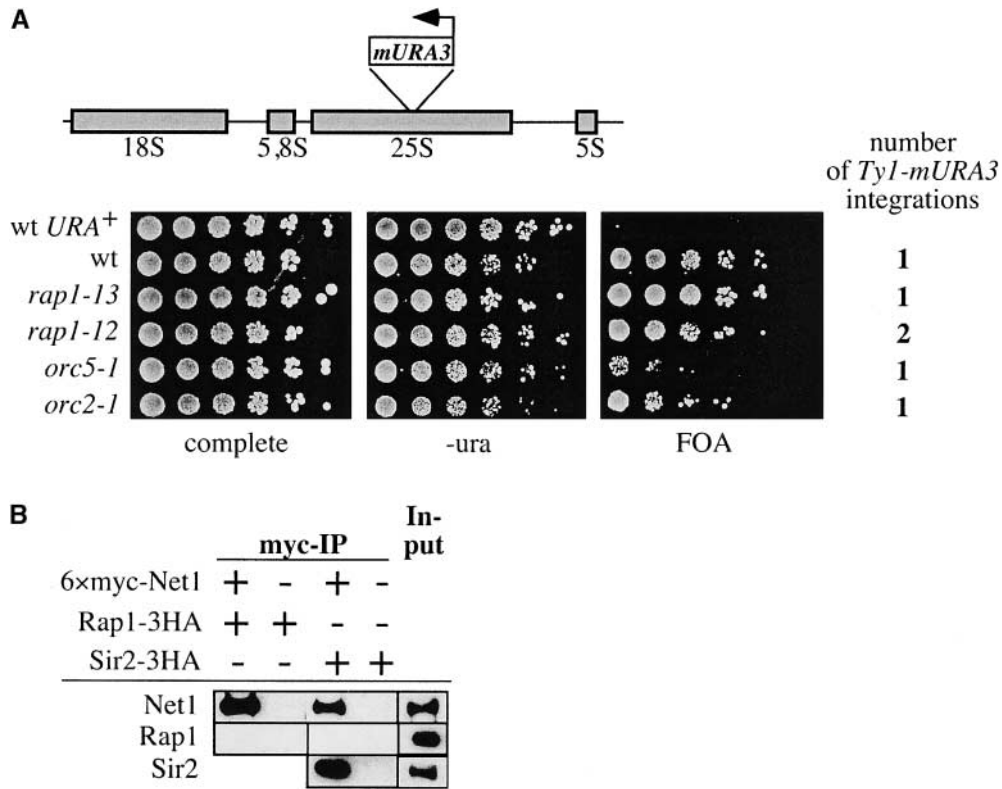 A
mURA3
18S 5,8S 25S 5S
number
of Ty1-mURA3
integrations
wt URA+
wt 1
rap1-13 1
rap1-12 2
orc5-1 1
orc2-1 1
complete -ura FOA
B
In-
put
myc-IP
6×myc-Net1 + - + -
Rap1-3HA + + - -
Sir2-3HA - - + +
Net1
Rap1
Sir2